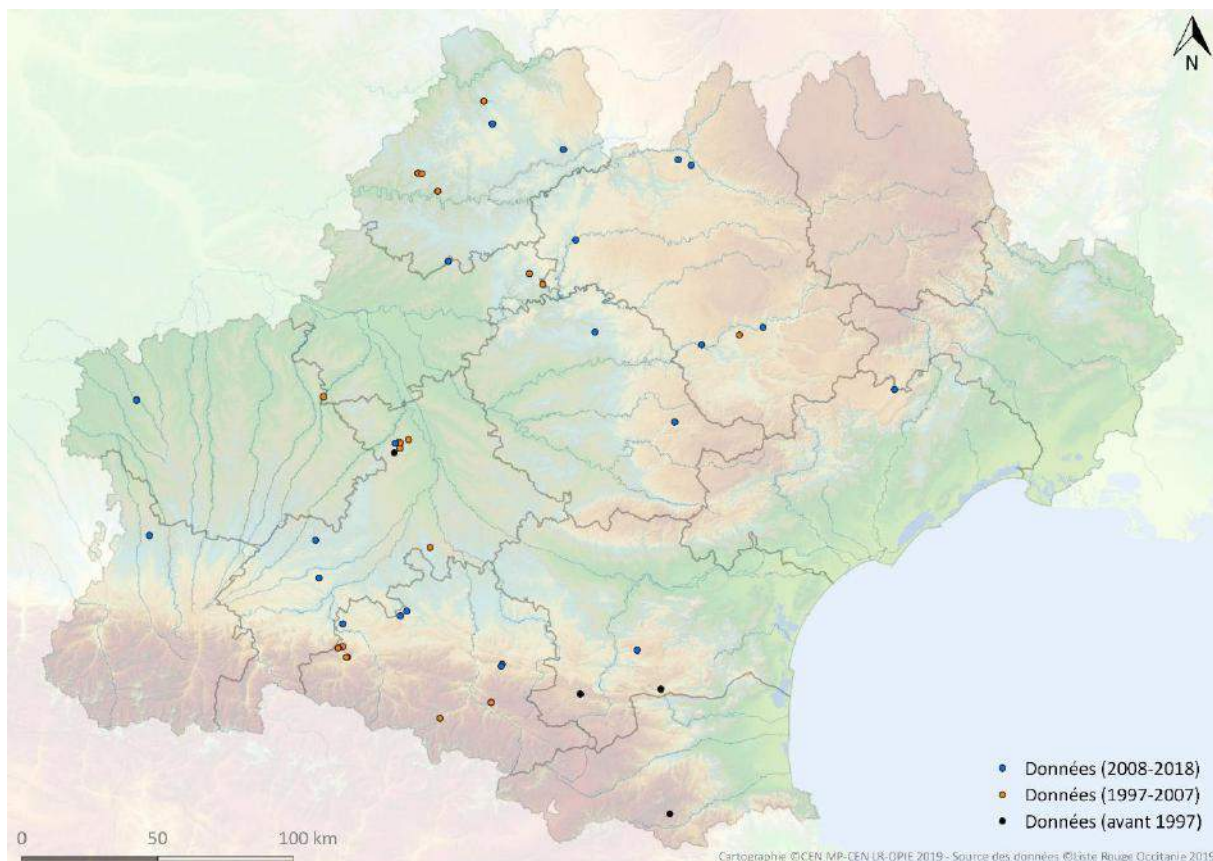 N
Données (2008-2018)
Données (1997-2007)
Données (avant 1997)
0 50 100 km
Cartographie ©CEN MP-CEN LR-OPIE 2019 - Source des données ©Liste Rouge Occitanie 2019